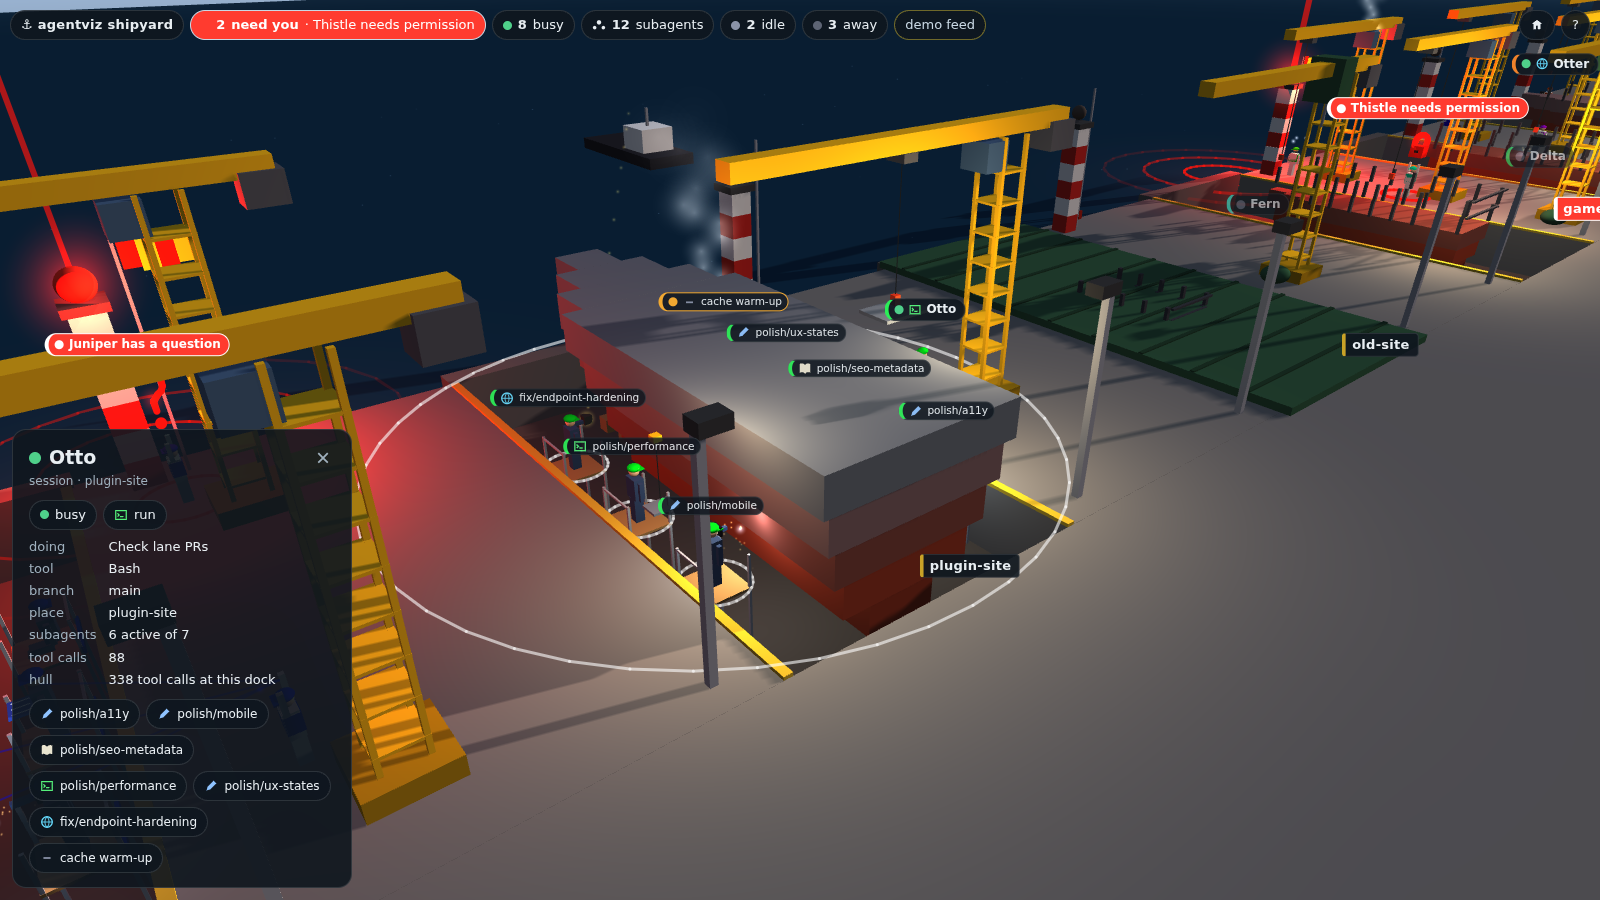 agentviz shipyard
2 need you · Thistle needs permission
8 busy
12 subagents
2 idle
3 away
demo feed
?
Otter
Thistle needs permission
Delta
Fern
game
old-site
Juniper has a question
cache warm-up
Otto
polish/ux-states
polish/seo-metadata
polish/a11y
fix/endpoint-hardening
polish/performance
polish/mobile
plugin-site
Otto
session · plugin-site
busy
run
doing Check lane PRs
tool Bash
branch main
place plugin-site
subagents 6 active of 7
tool calls 88
hull 338 tool calls at this dock
polish/a11y
polish/mobile
polish/seo-metadata
polish/performance
polish/ux-states
fix/endpoint-hardening
cache warm-up